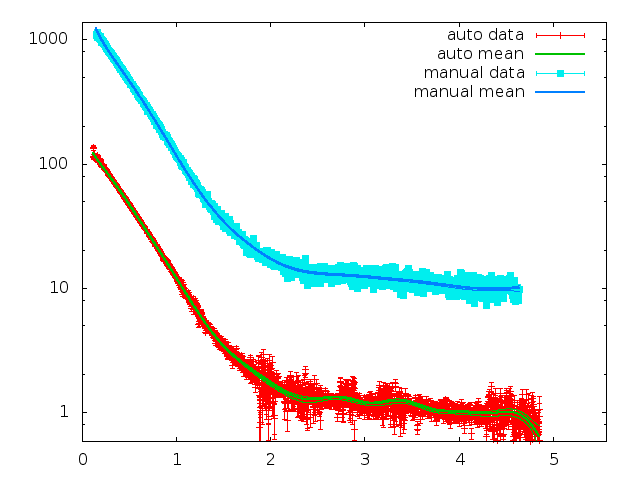 1000
100
10
1
0 1 2 3 4 5
auto data
auto mean
manual data
manual mean